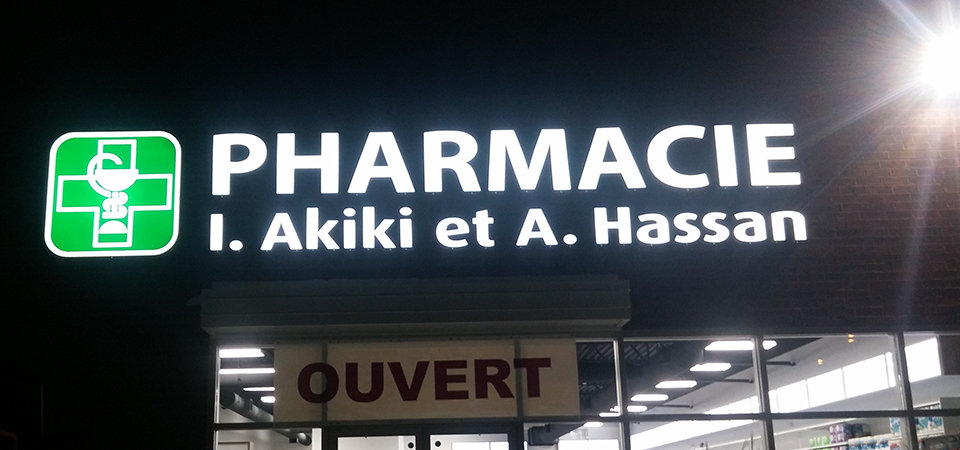 PHARMACIE
I. Akiki et A. Hassan
OUVERT